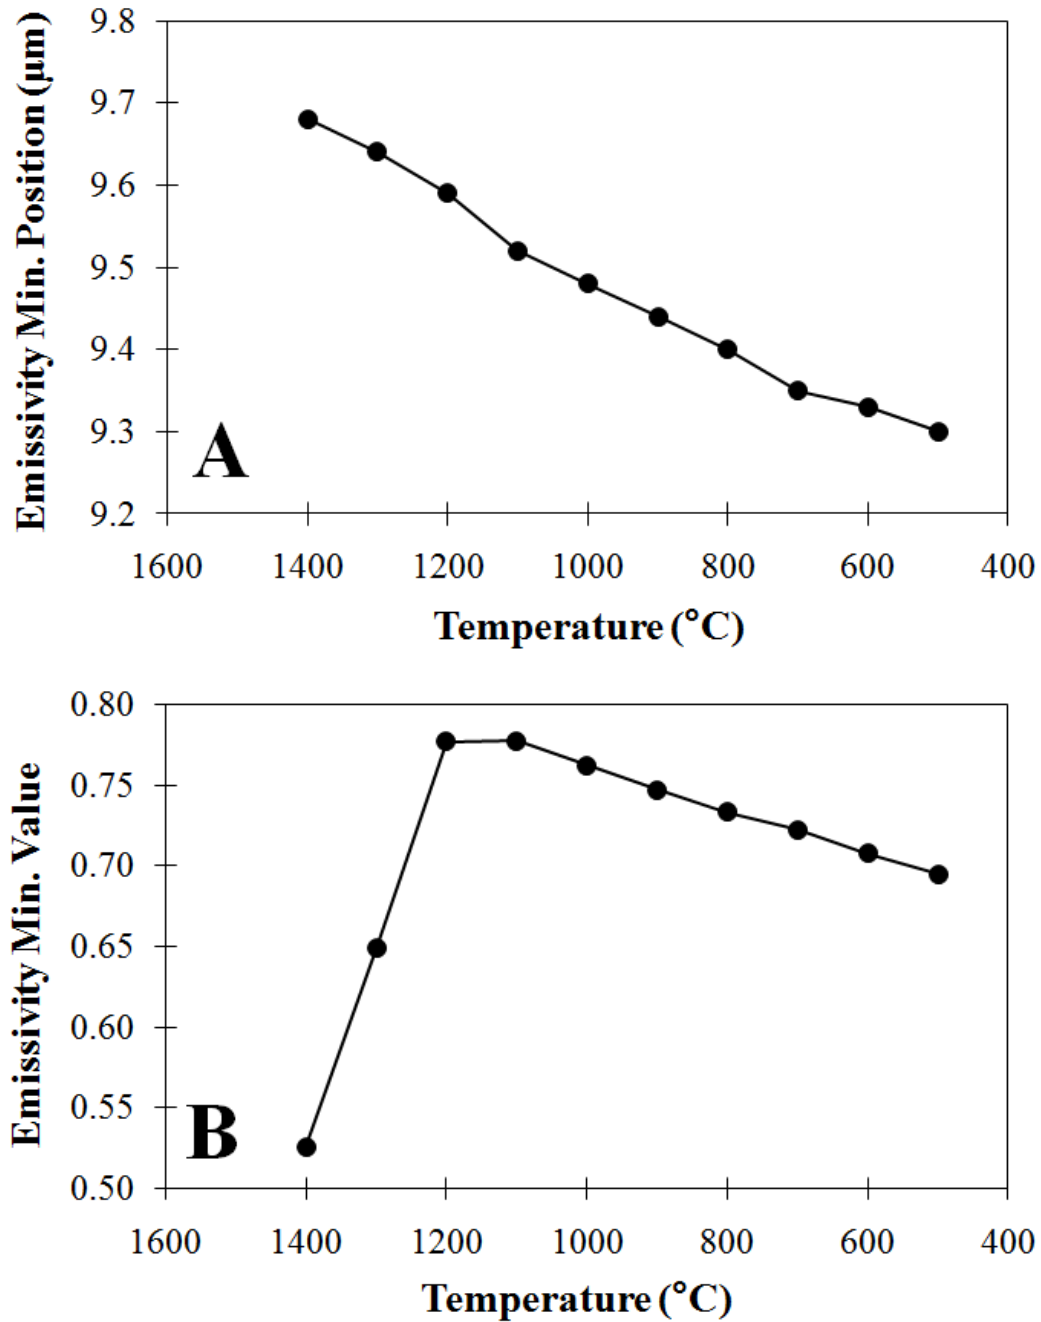 Emissivity Min. Position (µm)
9.8
9.7
9.6
9.5
9.4
9.3
9.2
A
1600 1400 1200 1000 800 600 400
Temperature (°C)
Emissivity Min. Value
0.80
0.75
0.70
0.65
0.60
0.55
0.50
B
1600 1400 1200 1000 800 600 400
Temperature (°C)